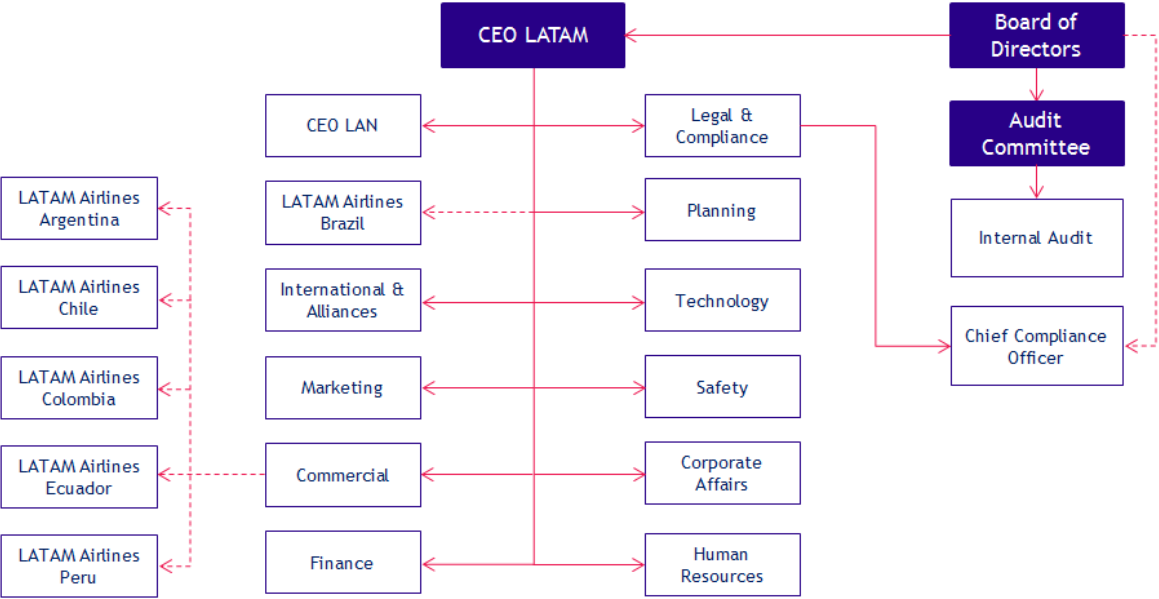 CEO LATAM
Board of
Directors
CEO LAN
Legal &
Compliance
Audit
Committee
LATAM Airlines
Argentina
LATAM Airlines
Brazil
Planning
Internal Audit
LATAM Airlines
Chile
International &
Alliances
Technology
Chief Compliance
Officer
LATAM Airlines
Colombia
Marketing
Safety
LATAM Airlines
Ecuador
Commercial
Corporate
Affairs
LATAM Airlines
Peru
Finance
Human
Resources